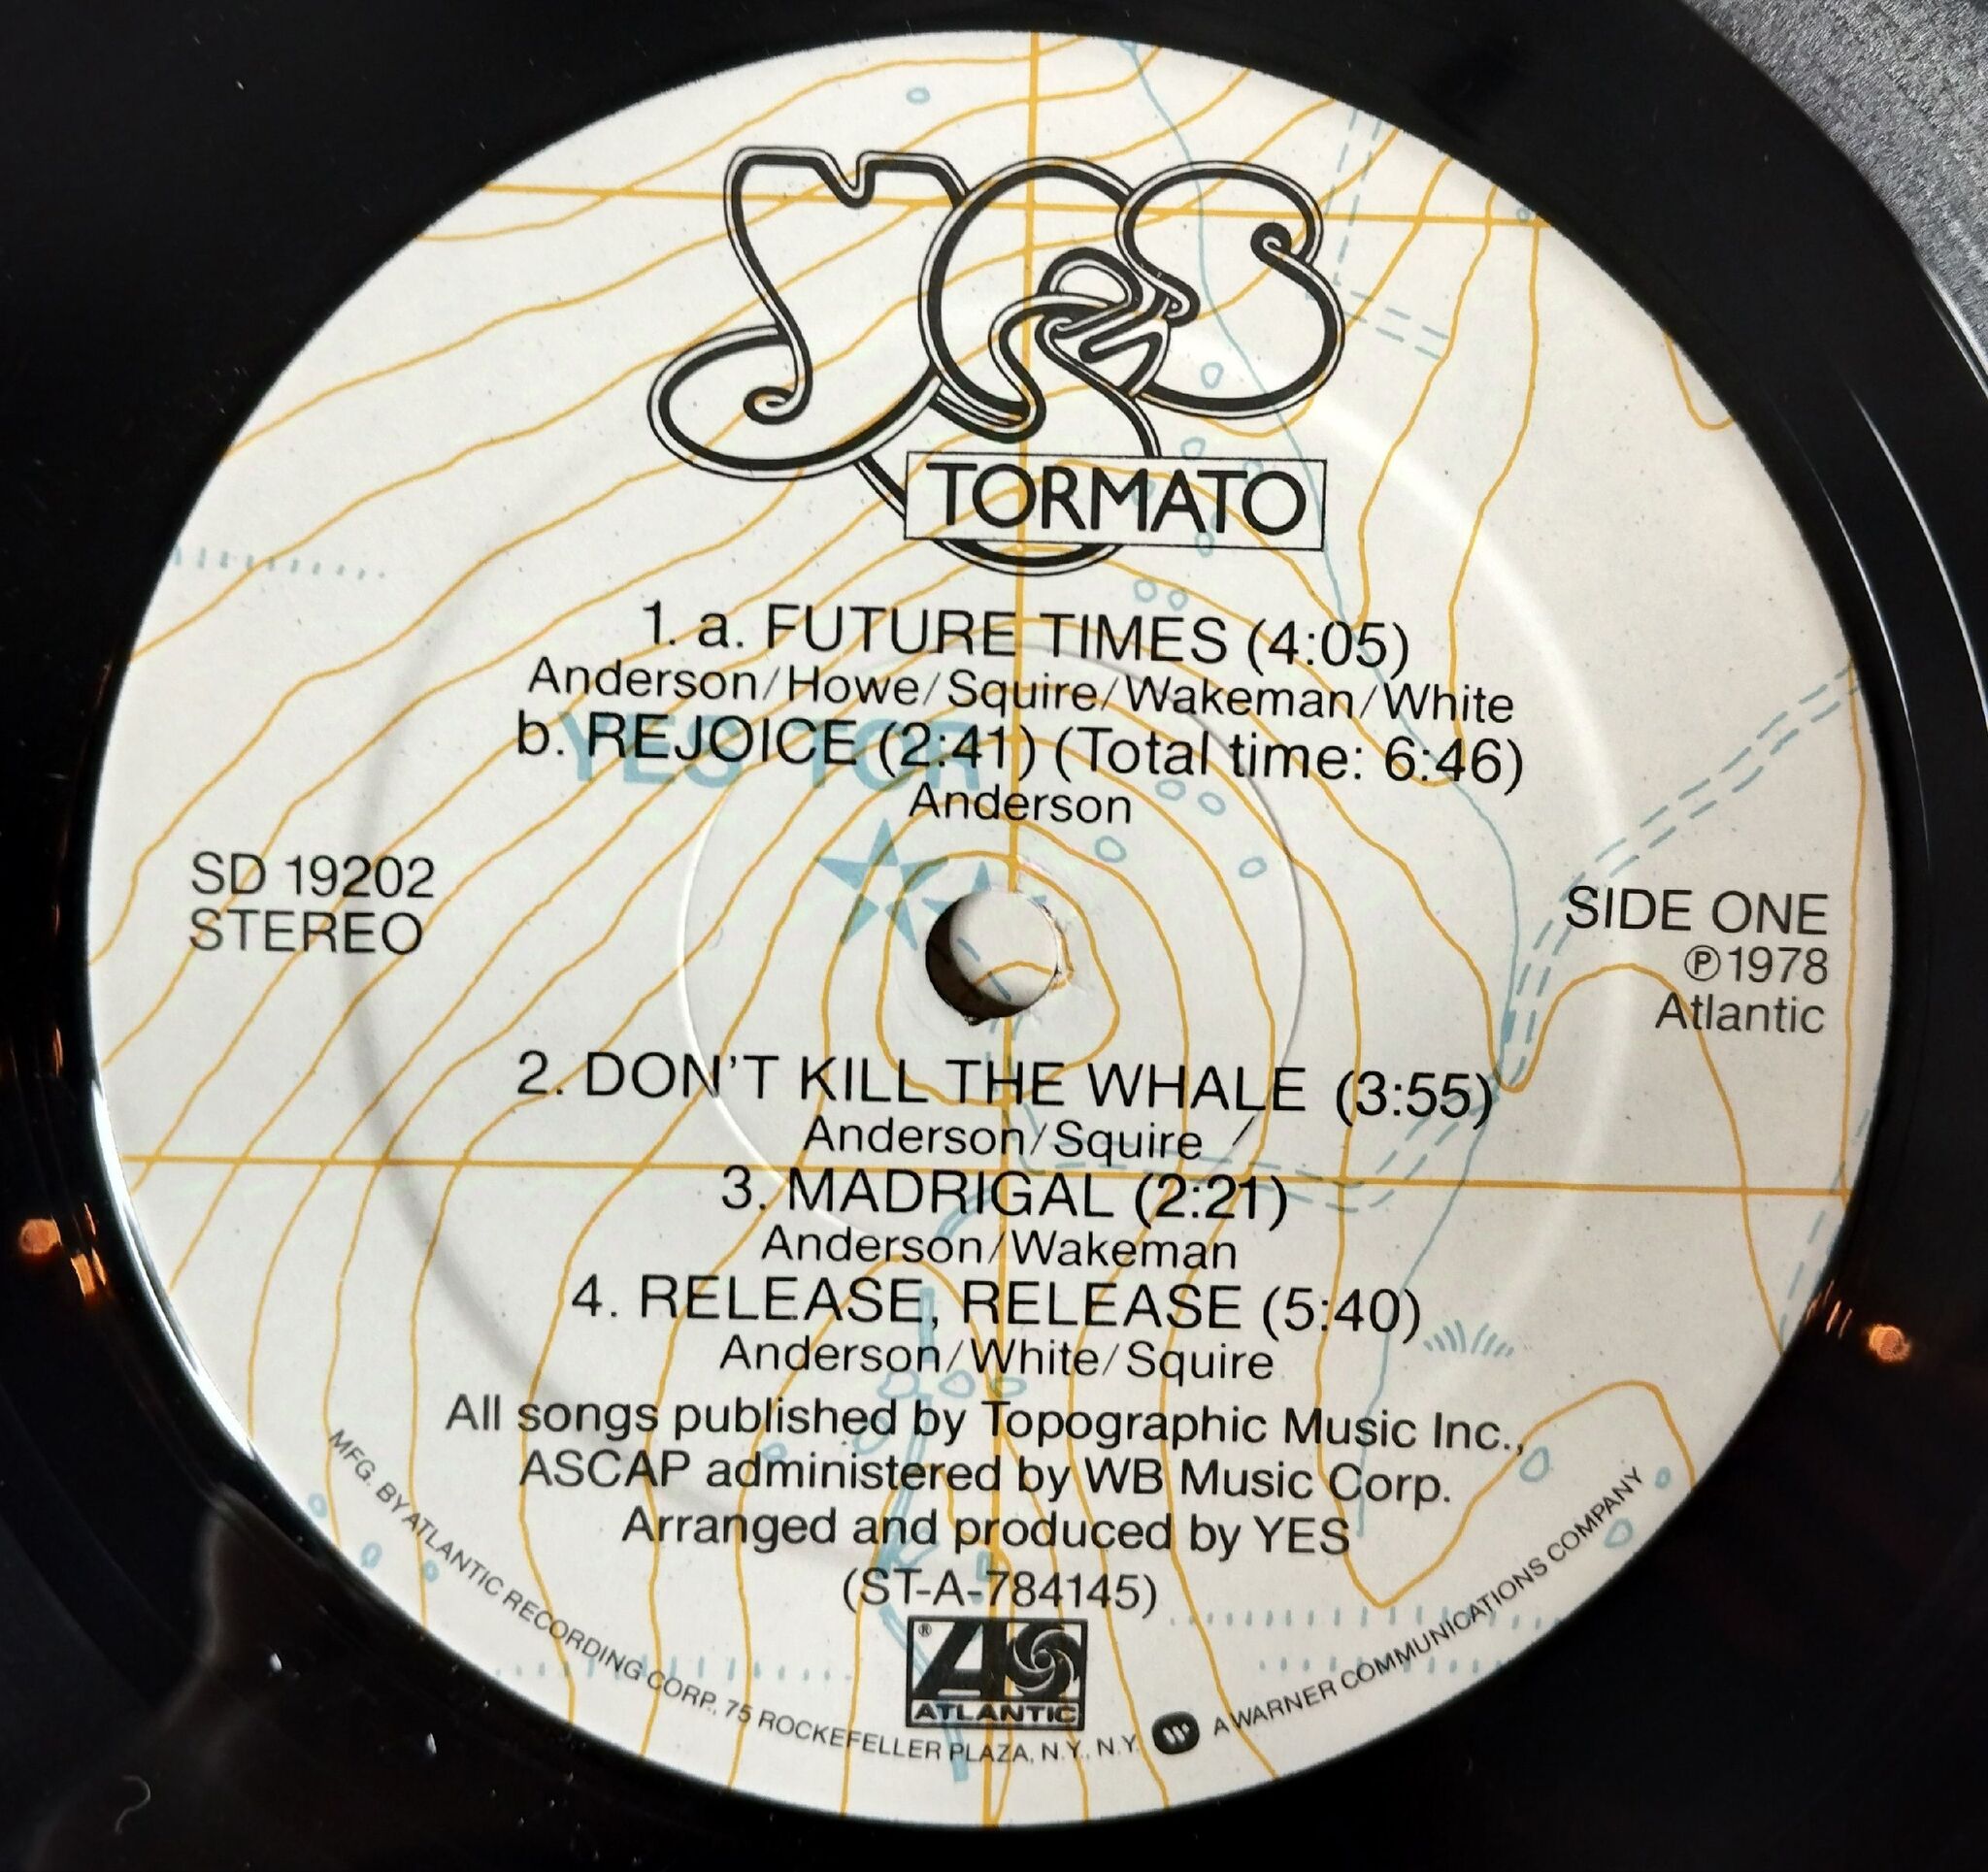 YES
TORMATO
1. a. FUTURE TIMES (4:05)
Anderson/Howe/Squire/Wakeman/White
b. REJOICE (2:41) (Total time: 6:46)
YES TOR
Anderson
SD 19202
STEREO
SIDE ONE
℗1978
Atlantic
2. DON'T KILL THE WHALE (3:55)
Anderson/Squire
3. MADRIGAL (2:21)
Anderson/Wakeman
4. RELEASE, RELEASE (5:40)
Anderson/White/Squire
All songs published by Topographic Music Inc.,
ASCAP administered by WB Music Corp.
Arranged and produced by YES
(ST-A-784145)
®
ATLANTIC
MFG. BY ATLANTIC RECORDING CORP., 75 ROCKEFELLER PLAZA, N.Y., N.Y. A WARNER COMMUNICATIONS COMPANY